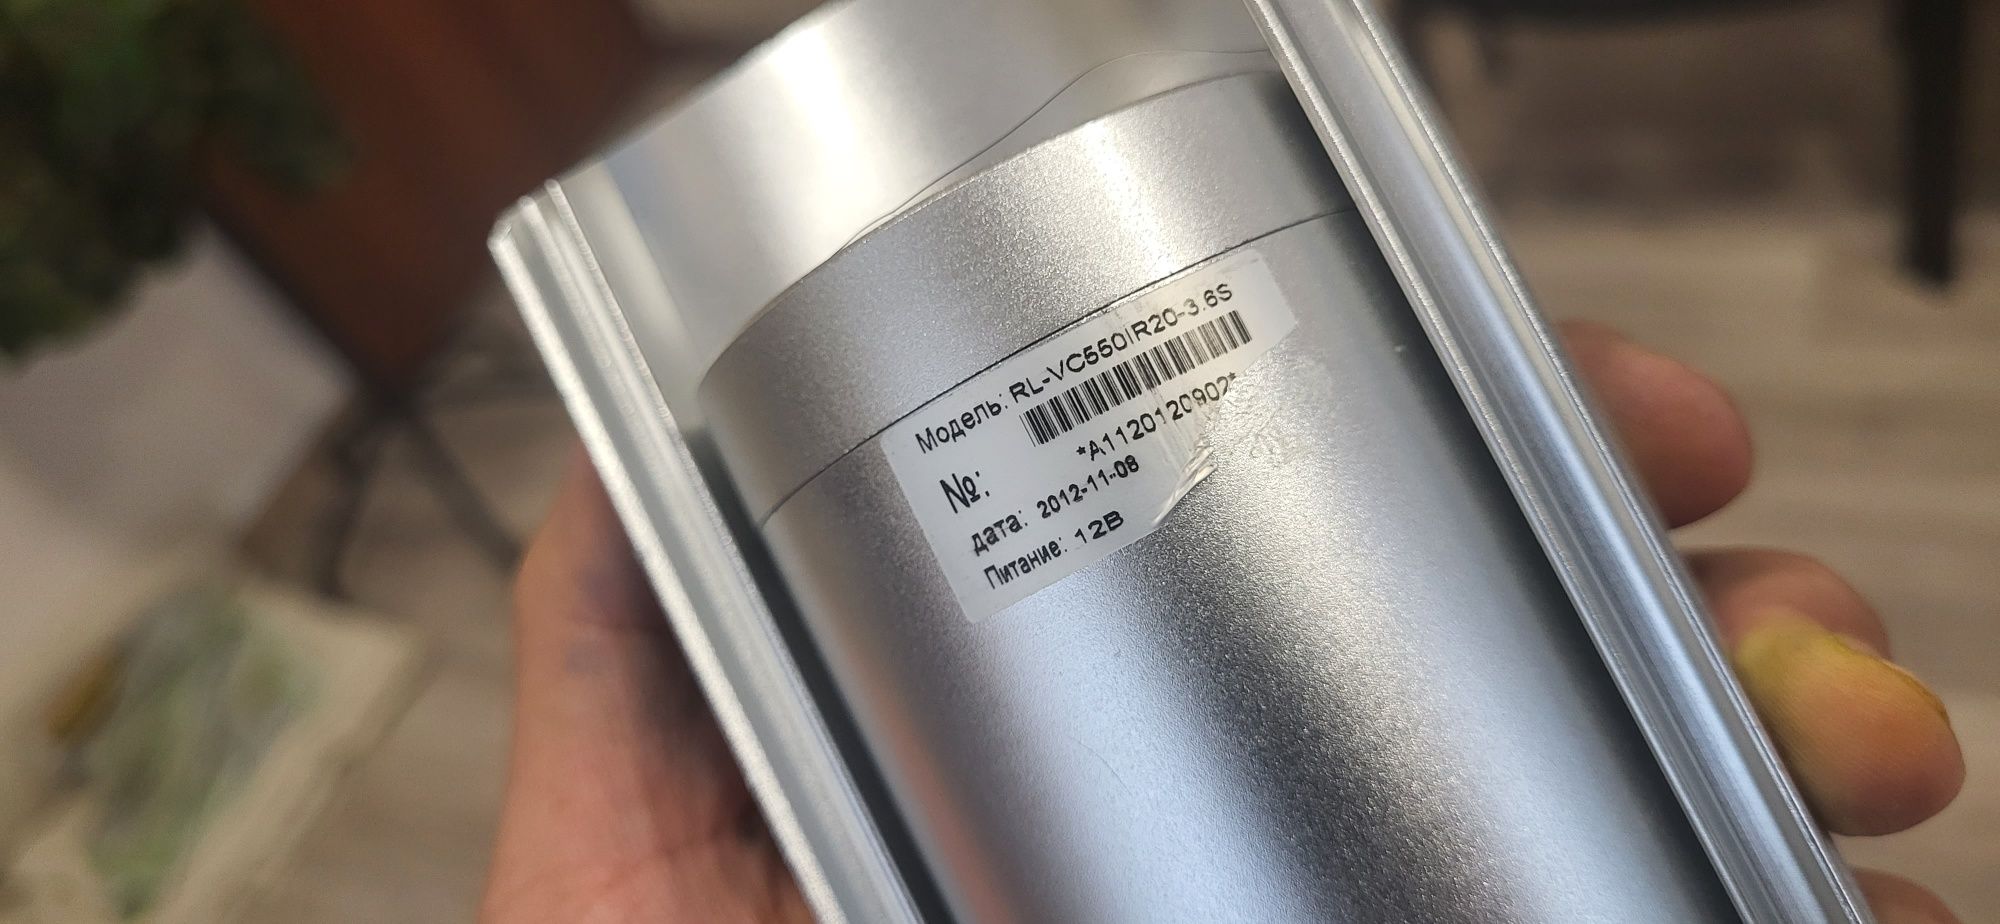 Модель: RL-VC550IR20-3.6S
№:
*A1120120902*
дата: 2012-11-08
Питание: 12В